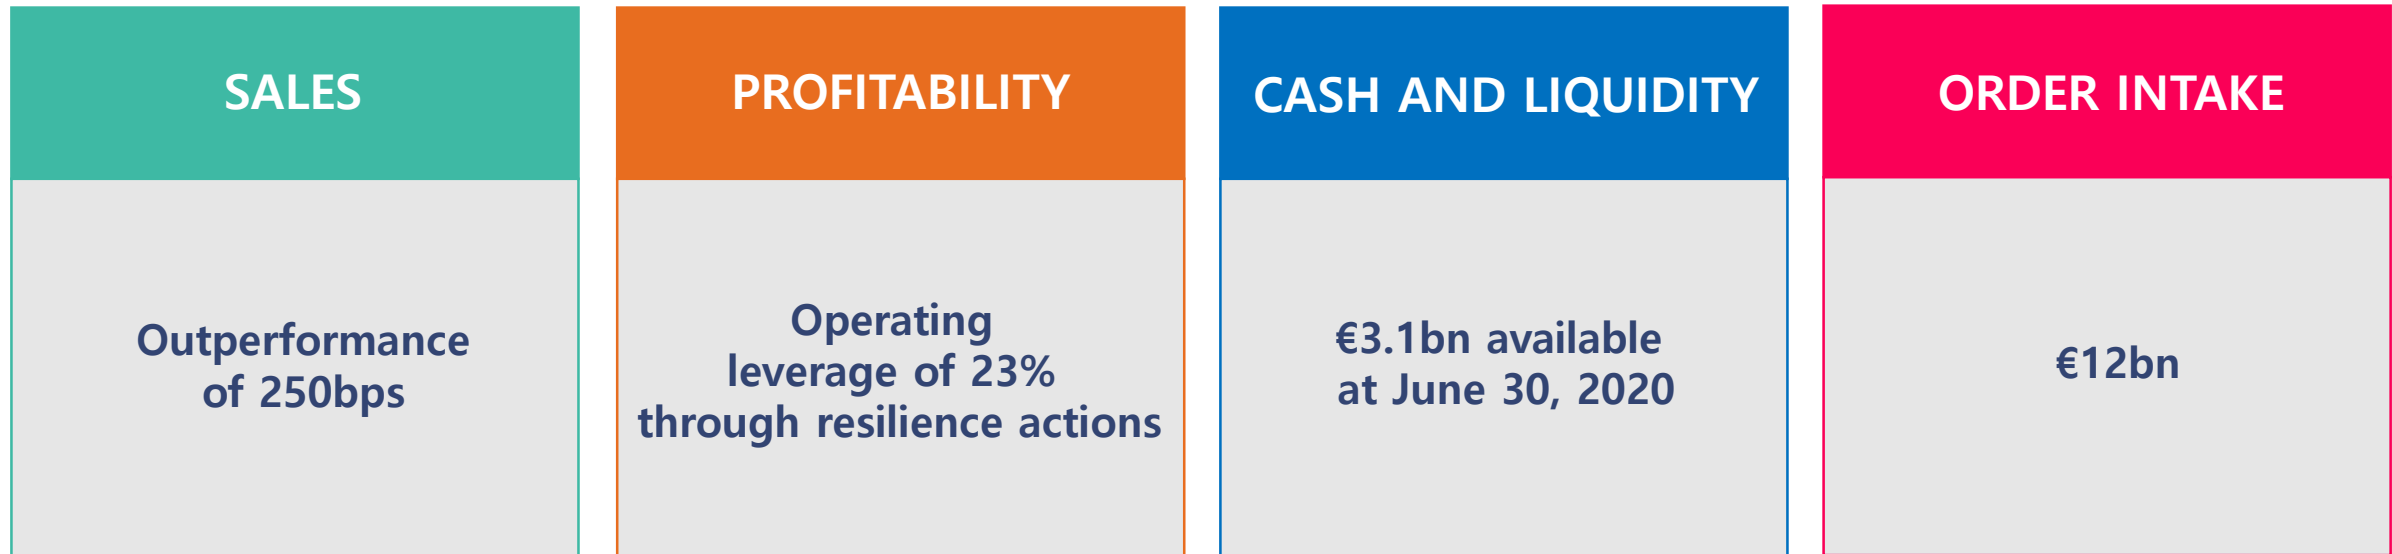 SALES
Outperformance
of 250bps
PROFITABILITY
Operating
leverage of 23%
through resilience actions
CASH AND LIQUIDITY
€3.1bn available
at June 30, 2020
ORDER INTAKE
€12bn